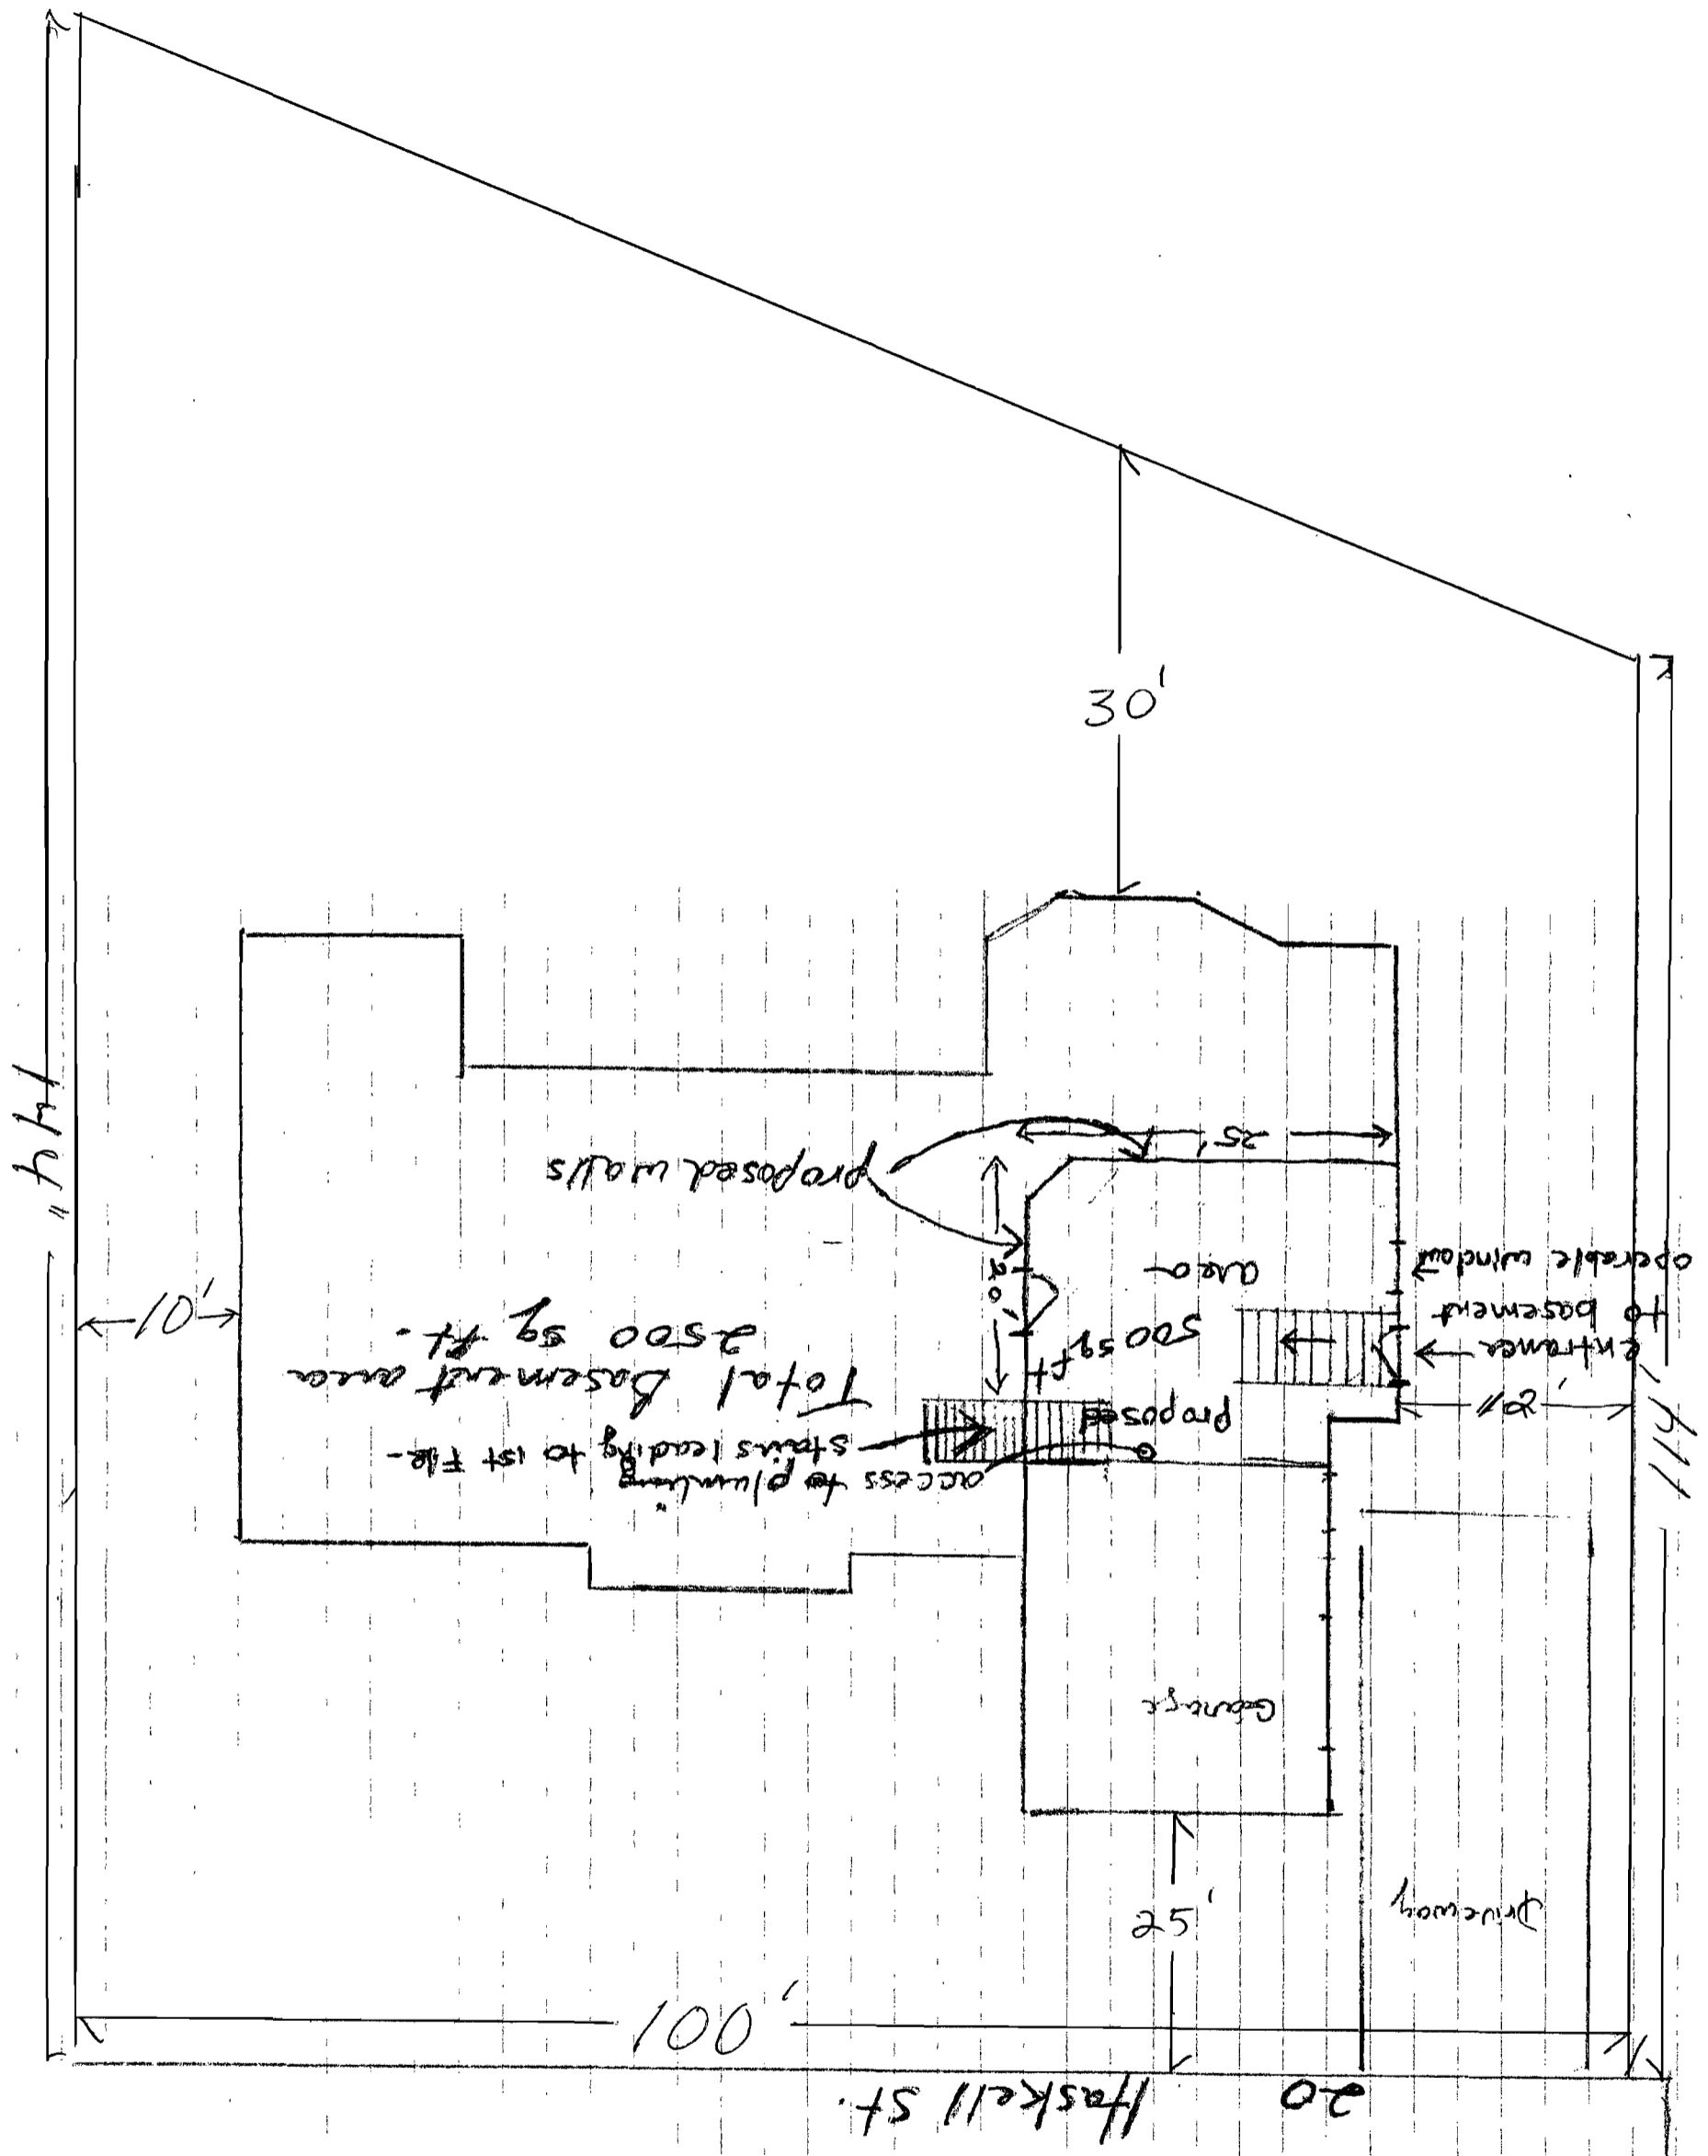 20 Haskell St.
100'
25'
Driveway
Garage
access to plumbing
stairs leading to 1st Flr.
Total Basement area
2500 sq ft.
proposed
500 sq ft
area
12'
entrance
to basement
operable window
20'
25'
proposed walls
10'
114'
144"
30'